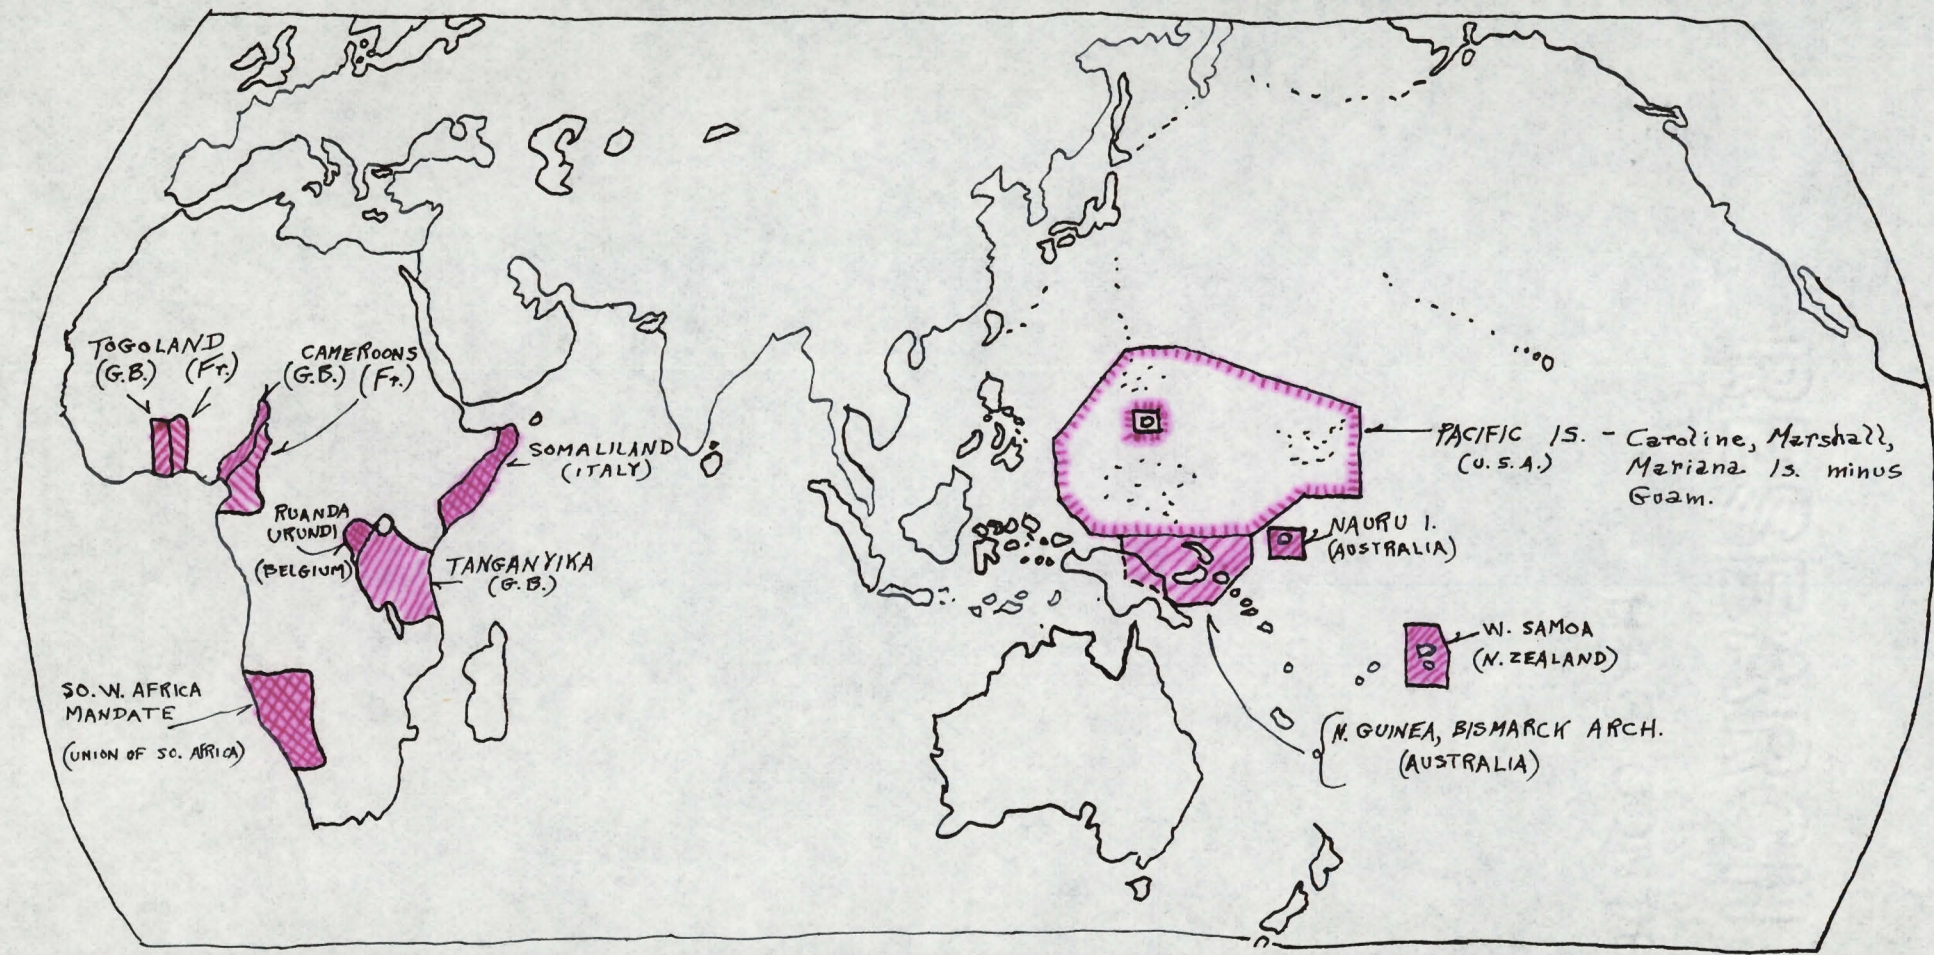 TOGOLAND
(G.B.) (Fr.)
CAMEROONS
(G.B.) (Fr.)
SOMALILAND
(ITALY)
RUANDA
URUNDI
(BELGIUM)
TANGANYIKA
(G.B.)
SO. W. AFRICA
MANDATE
(UNION OF SO. AFRICA)
PACIFIC IS. - Caroline, Marshall,
(U.S.A.)
Mariana Is. minus
Guam.
NAURU I.
(AUSTRALIA)
W. SAMOA
(N. ZEALAND)
N. GUINEA, BISMARCK ARCH.
(AUSTRALIA)